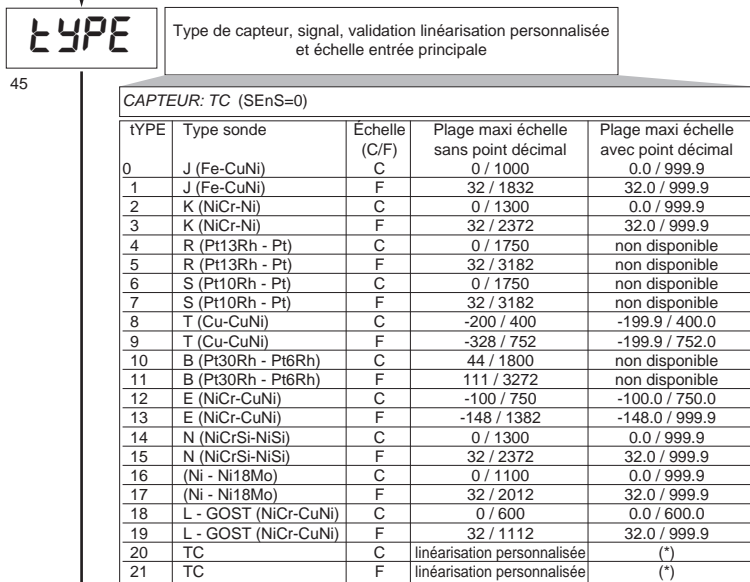 tYPE
Type de capteur, signal, validation linéarisation personnalisée
et échelle entrée principale
45
CAPTEUR: TC (SEnS=0)
tYPE Type sonde Échelle Plage maxi échelle Plage maxi échelle
(C/F) sans point décimal avec point décimal
0 J (Fe-CuNi) C 0 / 1000 0.0 / 999.9
1 J (Fe-CuNi) F 32 / 1832 32.0 / 999.9
2 K (NiCr-Ni) C 0 / 1300 0.0 / 999.9
3 K (NiCr-Ni) F 32 / 2372 32.0 / 999.9
4 R (Pt13Rh - Pt) C 0 / 1750 non disponible
5 R (Pt13Rh - Pt) F 32 / 3182 non disponible
6 S (Pt10Rh - Pt) C 0 / 1750 non disponible
7 S (Pt10Rh - Pt) F 32 / 3182 non disponible
8 T (Cu-CuNi) C -200 / 400 -199.9 / 400.0
9 T (Cu-CuNi) F -328 / 752 -199.9 / 752.0
10 B (Pt30Rh - Pt6Rh) C 44 / 1800 non disponible
11 B (Pt30Rh - Pt6Rh) F 111 / 3272 non disponible
12 E (NiCr-CuNi) C -100 / 750 -100.0 / 750.0
13 E (NiCr-CuNi) F -148 / 1382 -148.0 / 999.9
14 N (NiCrSi-NiSi) C 0 / 1300 0.0 / 999.9
15 N (NiCrSi-NiSi) F 32 / 2372 32.0 / 999.9
16 (Ni - Ni18Mo) C 0 / 1100 0.0 / 999.9
17 (Ni - Ni18Mo) F 32 / 2012 32.0 / 999.9
18 L - GOST (NiCr-CuNi) C 0 / 600 0.0 / 600.0
19 L - GOST (NiCr-CuNi) F 32 / 1112 32.0 / 999.9
20 TC C linéarisation personnalisée (*)
21 TC F linéarisation personnalisée (*)